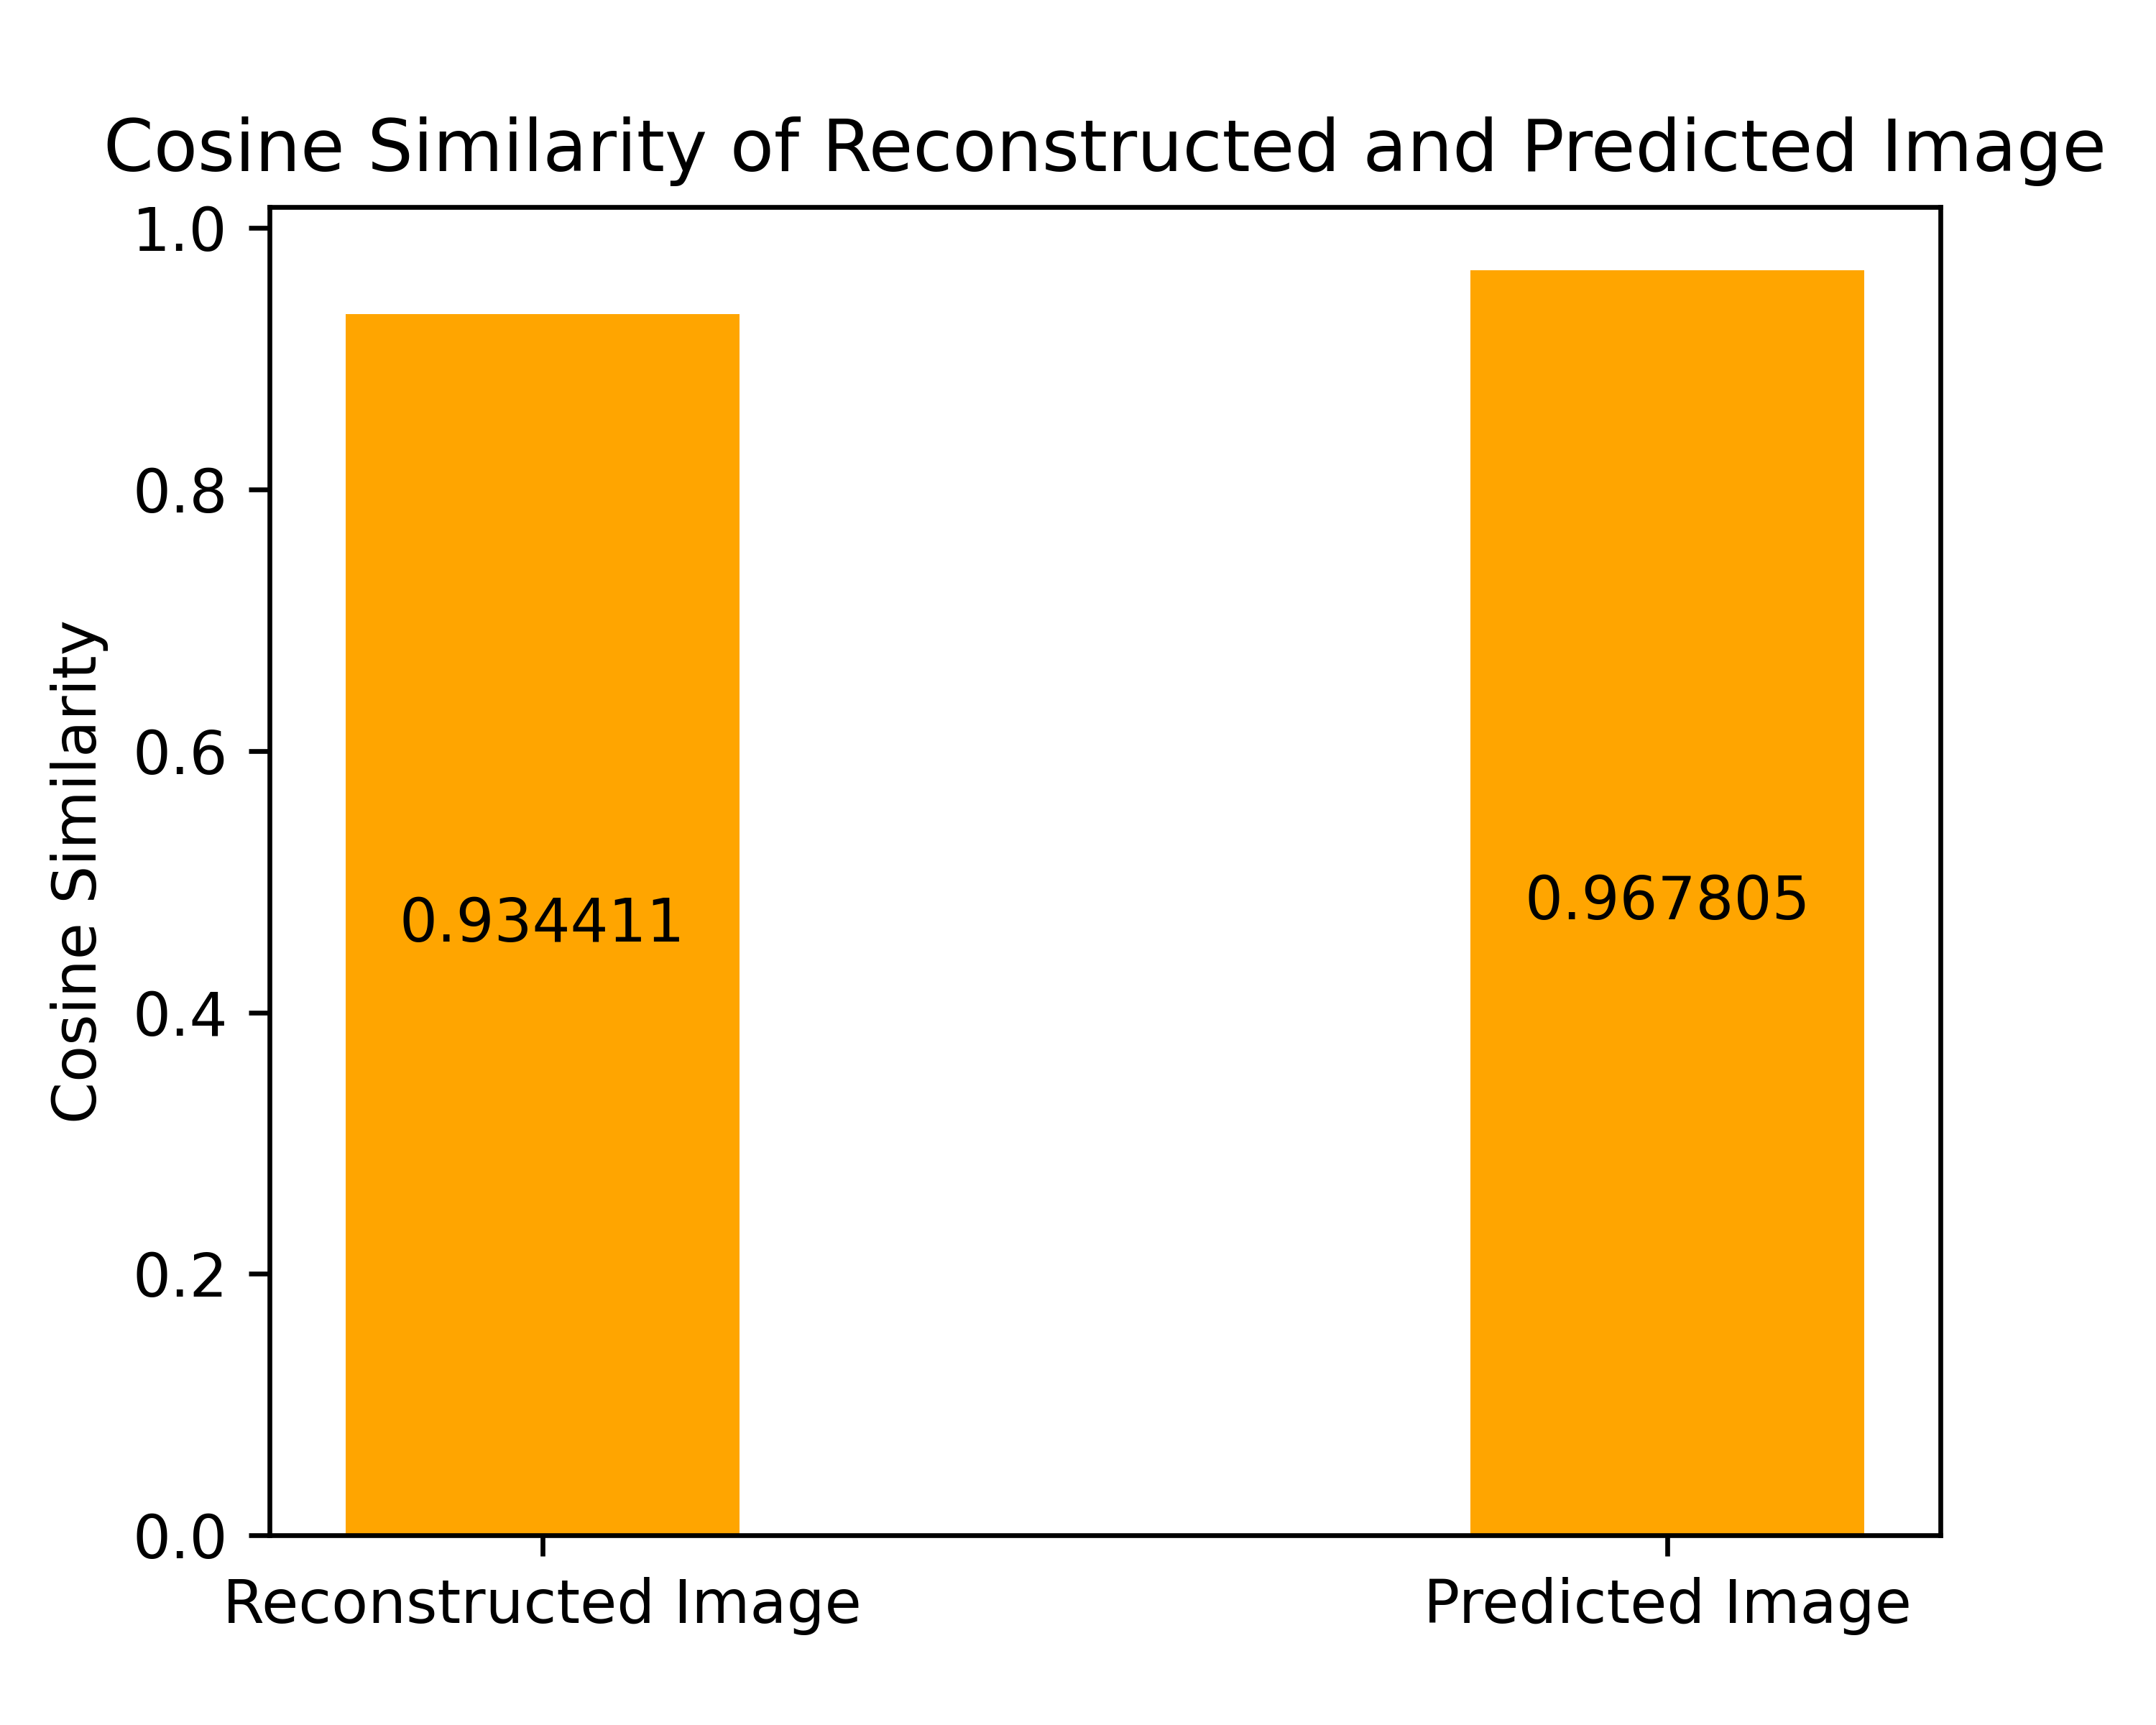 Cosine Similarity of Reconstructed and Predicted Image
Cosine Similarity
1.0
0.8
0.6
0.4
0.2
0.0
0.934411
0.967805
Reconstructed Image
Predicted Image